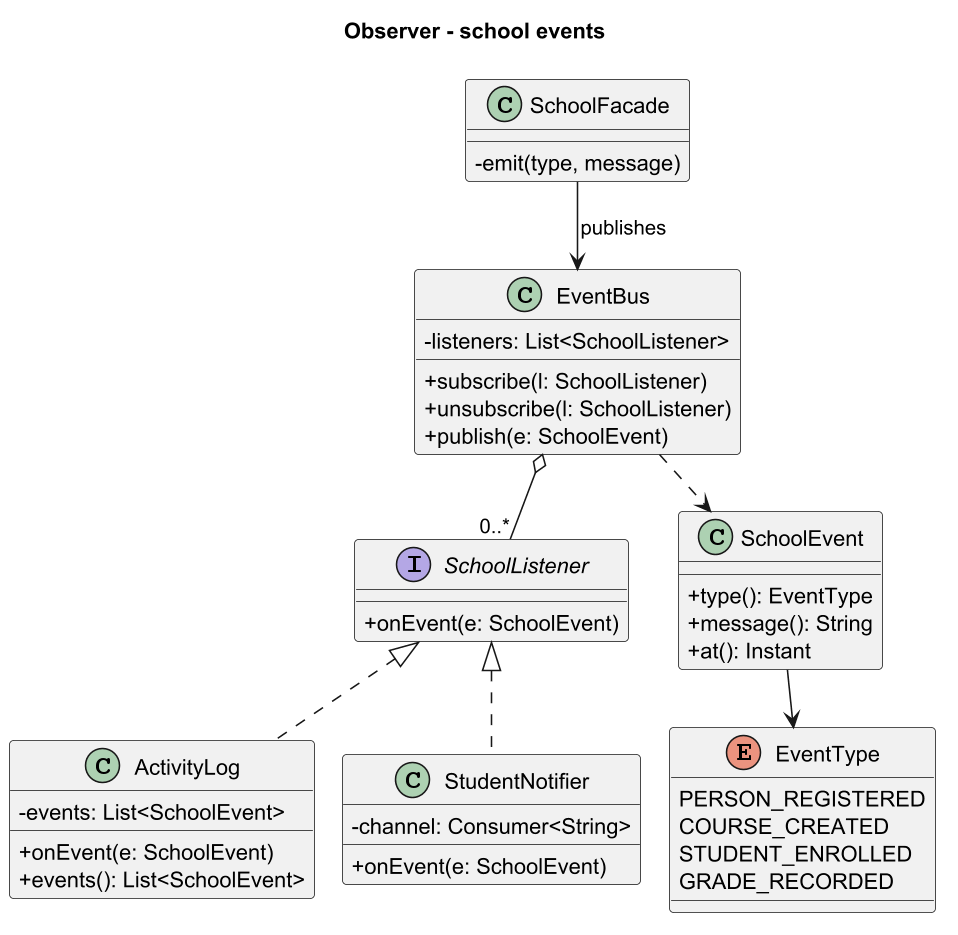 Observer - school events
C SchoolFacade
-emit(type, message)
publishes
C EventBus
-listeners: List<SchoolListener>
+subscribe(l: SchoolListener)
+unsubscribe(l: SchoolListener)
+publish(e: SchoolEvent)
0..*
I SchoolListener
+onEvent(e: SchoolEvent)
C SchoolEvent
+type(): EventType
+message(): String
+at(): Instant
C ActivityLog
-events: List<SchoolEvent>
+onEvent(e: SchoolEvent)
+events(): List<SchoolEvent>
C StudentNotifier
-channel: Consumer<String>
+onEvent(e: SchoolEvent)
E EventType
PERSON_REGISTERED
COURSE_CREATED
STUDENT_ENROLLED
GRADE_RECORDED